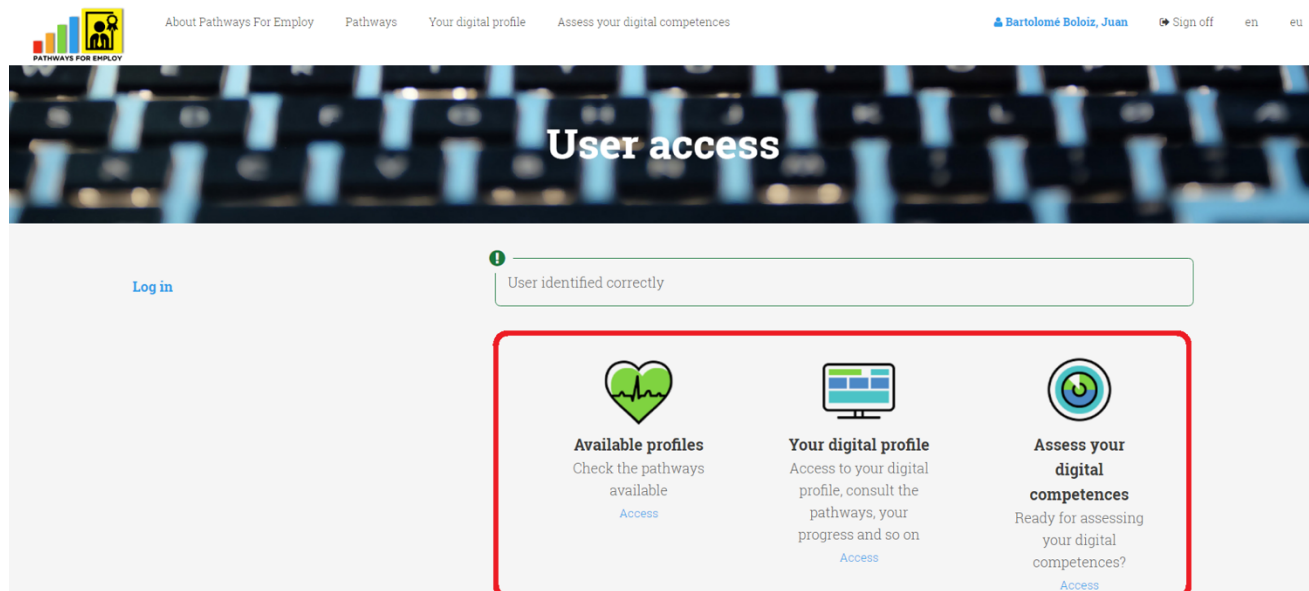 PATHWAYS FOR EMPLOY
About Pathways For Employ Pathways Your digital profile Assess your digital competences Bartolomé Boloiz, Juan Sign off en eu
User access
Log in
User identified correctly
Available profiles
Check the pathways
available
Access
Your digital profile
Access to your digital
profile, consult the
pathways, your
progress and so on
Access
Assess your
digital
competences
Ready for assessing
your digital
competences?
Access